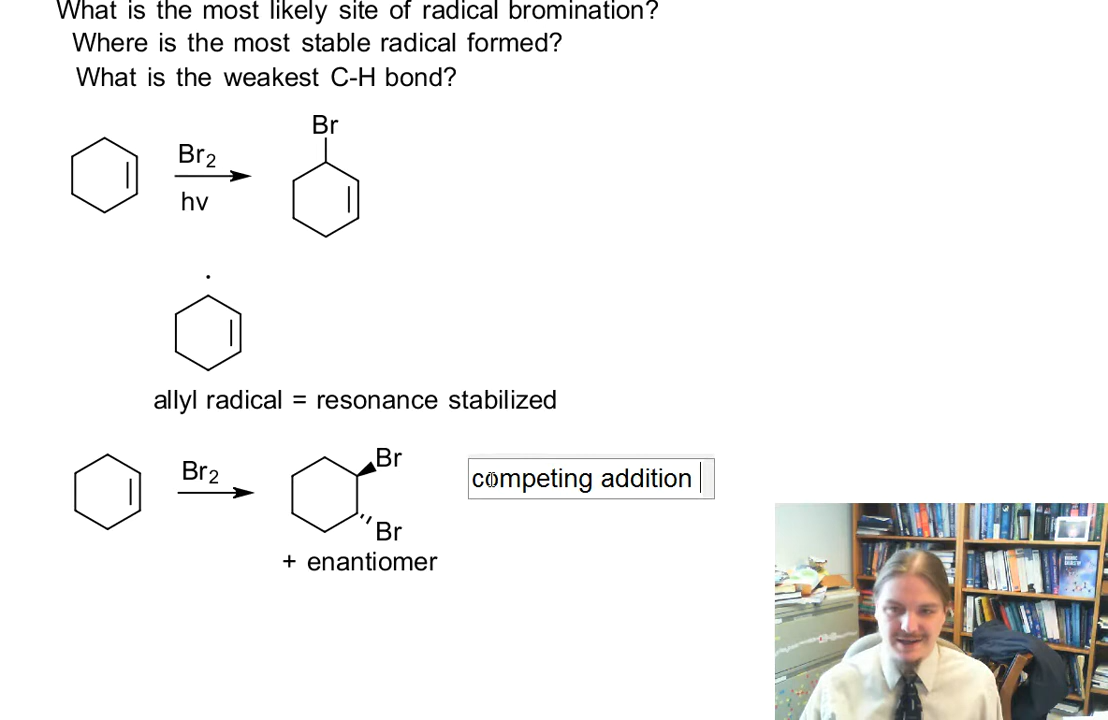 What is the most likely site of radical bromination?
Where is the most stable radical formed?
What is the weakest C-H bond?
Br
Br₂
hv
allyl radical = resonance stabilized
Br
Br₂
competing addition
Br
+ enantiomer